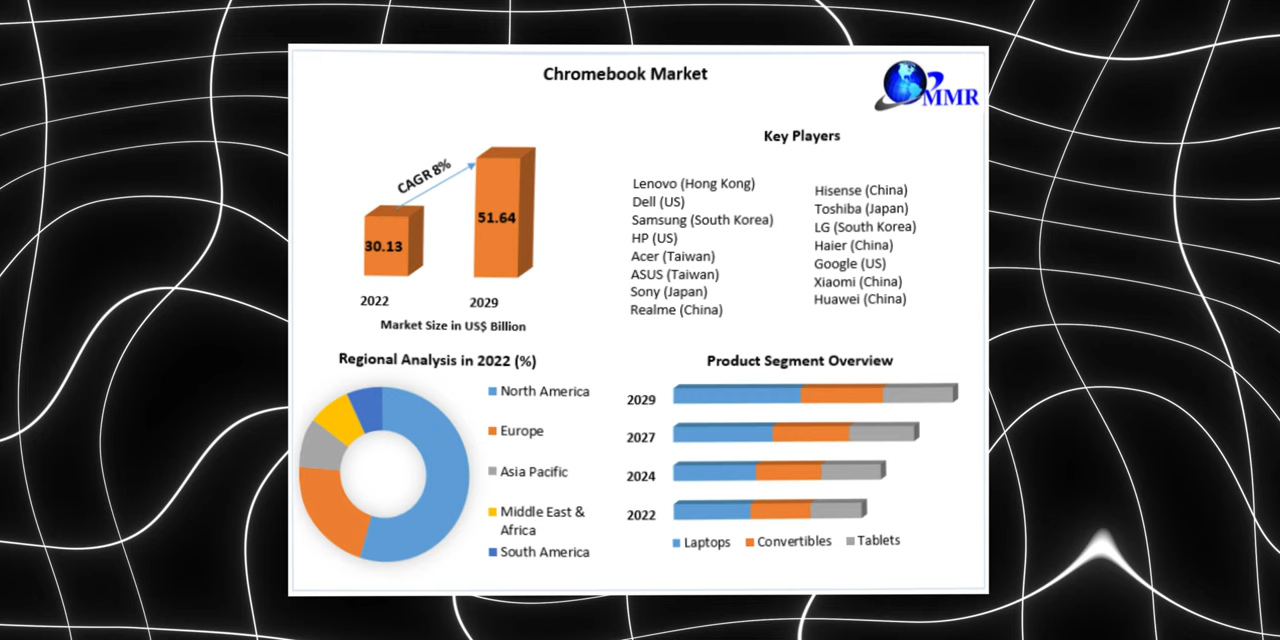 Chromebook Market
MMR
CAGR 8%
30.13
51.64
2022
2029
Market Size in US$ Billion
Key Players
Lenovo (Hong Kong)
Dell (US)
Samsung (South Korea)
HP (US)
Acer (Taiwan)
ASUS (Taiwan)
Sony (Japan)
Realme (China)
Hisense (China)
Toshiba (Japan)
LG (South Korea)
Haier (China)
Google (US)
Xiaomi (China)
Huawei (China)
Regional Analysis in 2022 (%)
North America
Europe
Asia Pacific
Middle East &
Africa
South America
Product Segment Overview
2029
2027
2024
2022
Laptops
Convertibles
Tablets